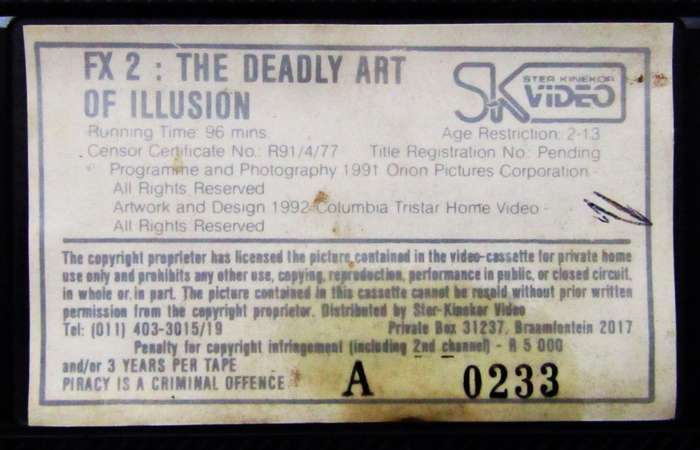 FX 2 : THE DEADLY ART
OF ILLUSION
SK STER KINEKOR
VIDEO
Running Time: 96 mins
Age Restriction: 2-13
Censor Certificate No.: R91/4/77 Title Registration No: Pending
Programme and Photography 1991 Orion Pictures Corporation -
All Rights Reserved
Artwork and Design 1992 Columbia Tristar Home Video -
All Rights Reserved
The copyright proprietor has licensed the picture contained in the video-cassette for private home
use only and prohibits any other use, copying, reproduction, performance in public, or closed circuit,
in whole or in part. The picture contained in this cassette cannot be resold without prior written
permission from the copyright proprietor. Distributed by Ster-Kinekor Video
Tel: (011) 403-3015/19 Private Box 31237, Braamfontein 2017
Penalty for copyright infringement (including 2nd channel) - R 5 000
and/or 3 YEARS PER TAPE
PIRACY IS A CRIMINAL OFFENCE
A 0233